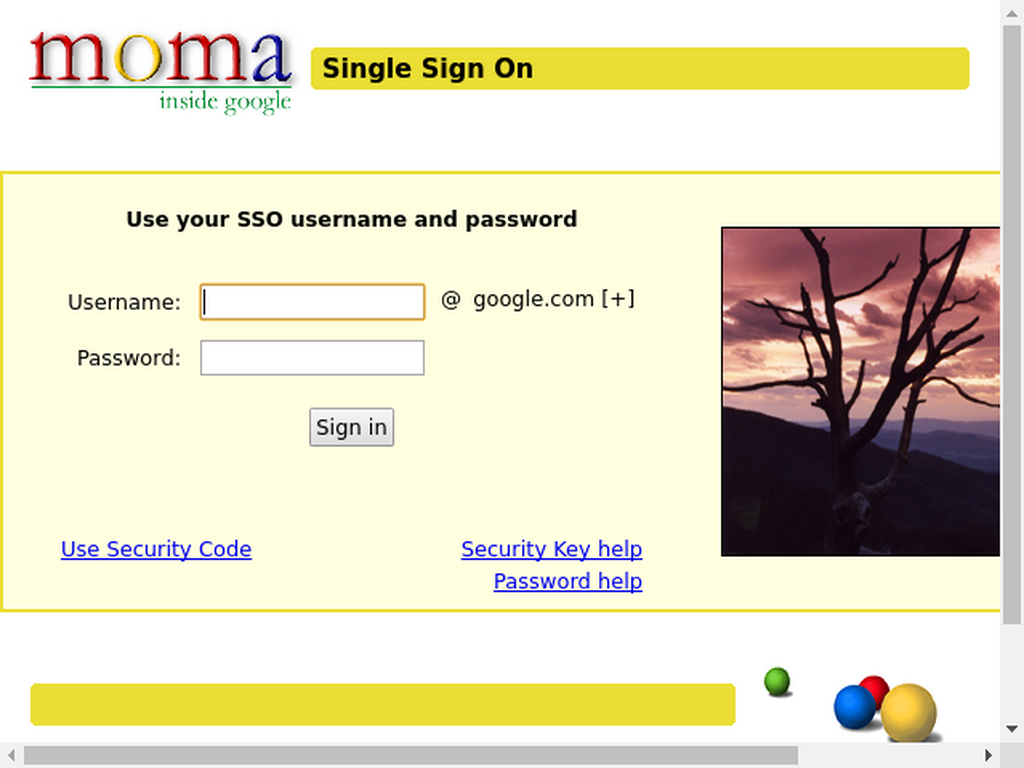 moma
inside google
Single Sign On
Use your SSO username and password
Username:
@ google.com [+]
Password:
Sign in
Use Security Code
Security Key help
Password help